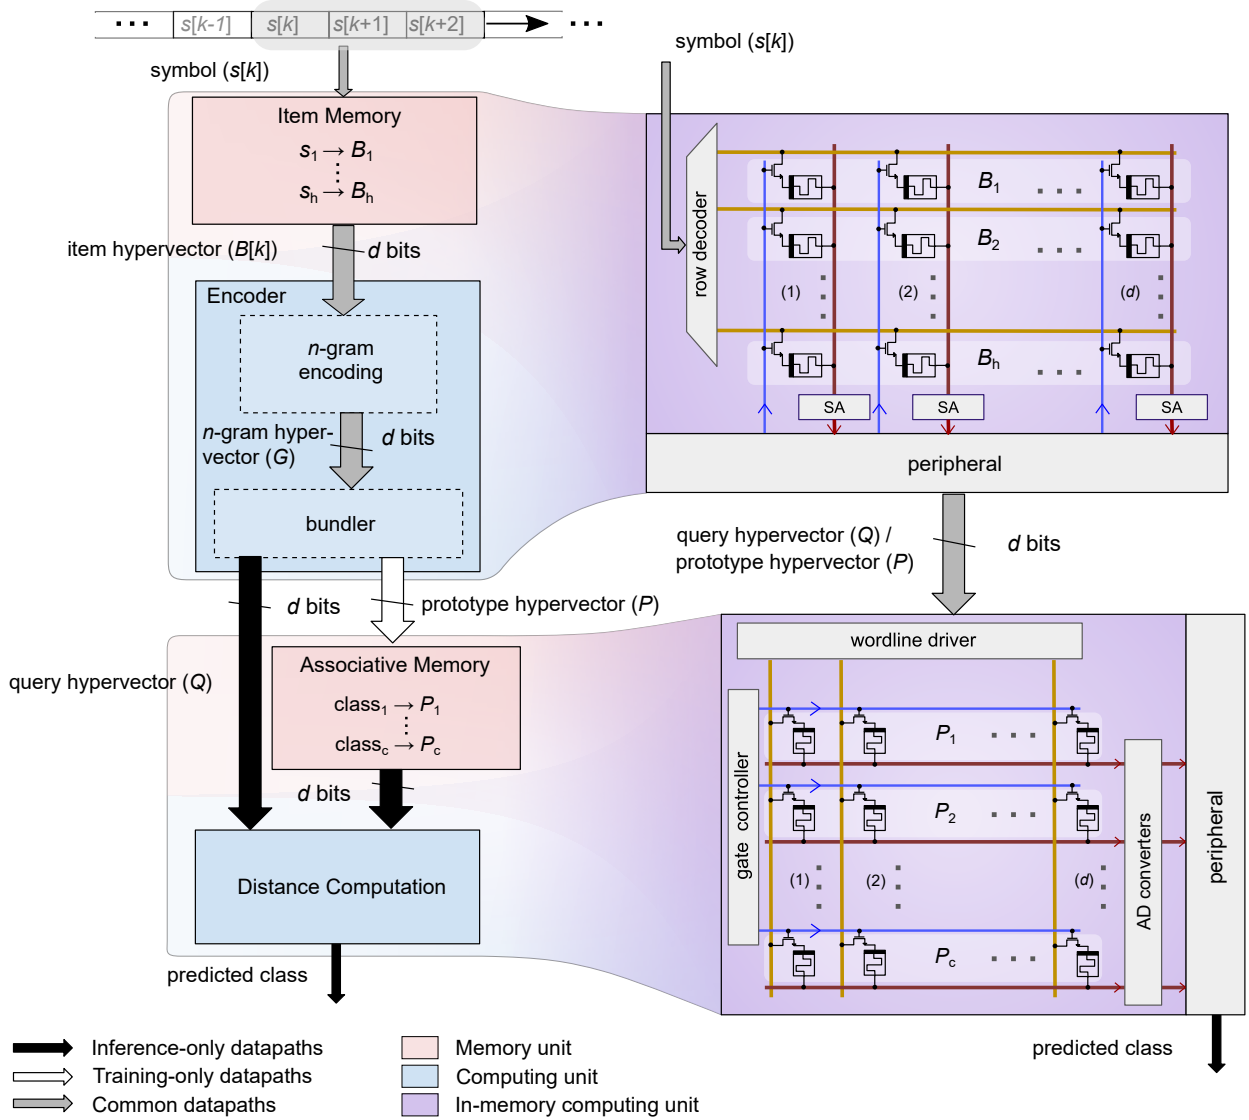 ··· s[k-1] s[k] s[k+1] s[k+2] ···
symbol (s[k])
symbol (s[k])
Item Memory
s1 → B1
⋮
sh → Bh
item hypervector (B[k])
d bits
Encoder
n-gram
encoding
n-gram hyper-
vector (G)
d bits
bundler
d bits
prototype hypervector (P)
query hypervector (Q)
Associative Memory
class1 → P1
⋮
classc → Pc
d bits
Distance Computation
predicted class
row decoder
B1 ···
B2 ···
(1) (2) (d)
Bh ···
SA SA SA
peripheral
query hypervector (Q) /
prototype hypervector (P)
d bits
wordline driver
gate controller
P1 ···
P2 ···
(1) (2) (d)
Pc ···
AD converters
peripheral
predicted class
Inference-only datapaths
Training-only datapaths
Common datapaths
Memory unit
Computing unit
In-memory computing unit